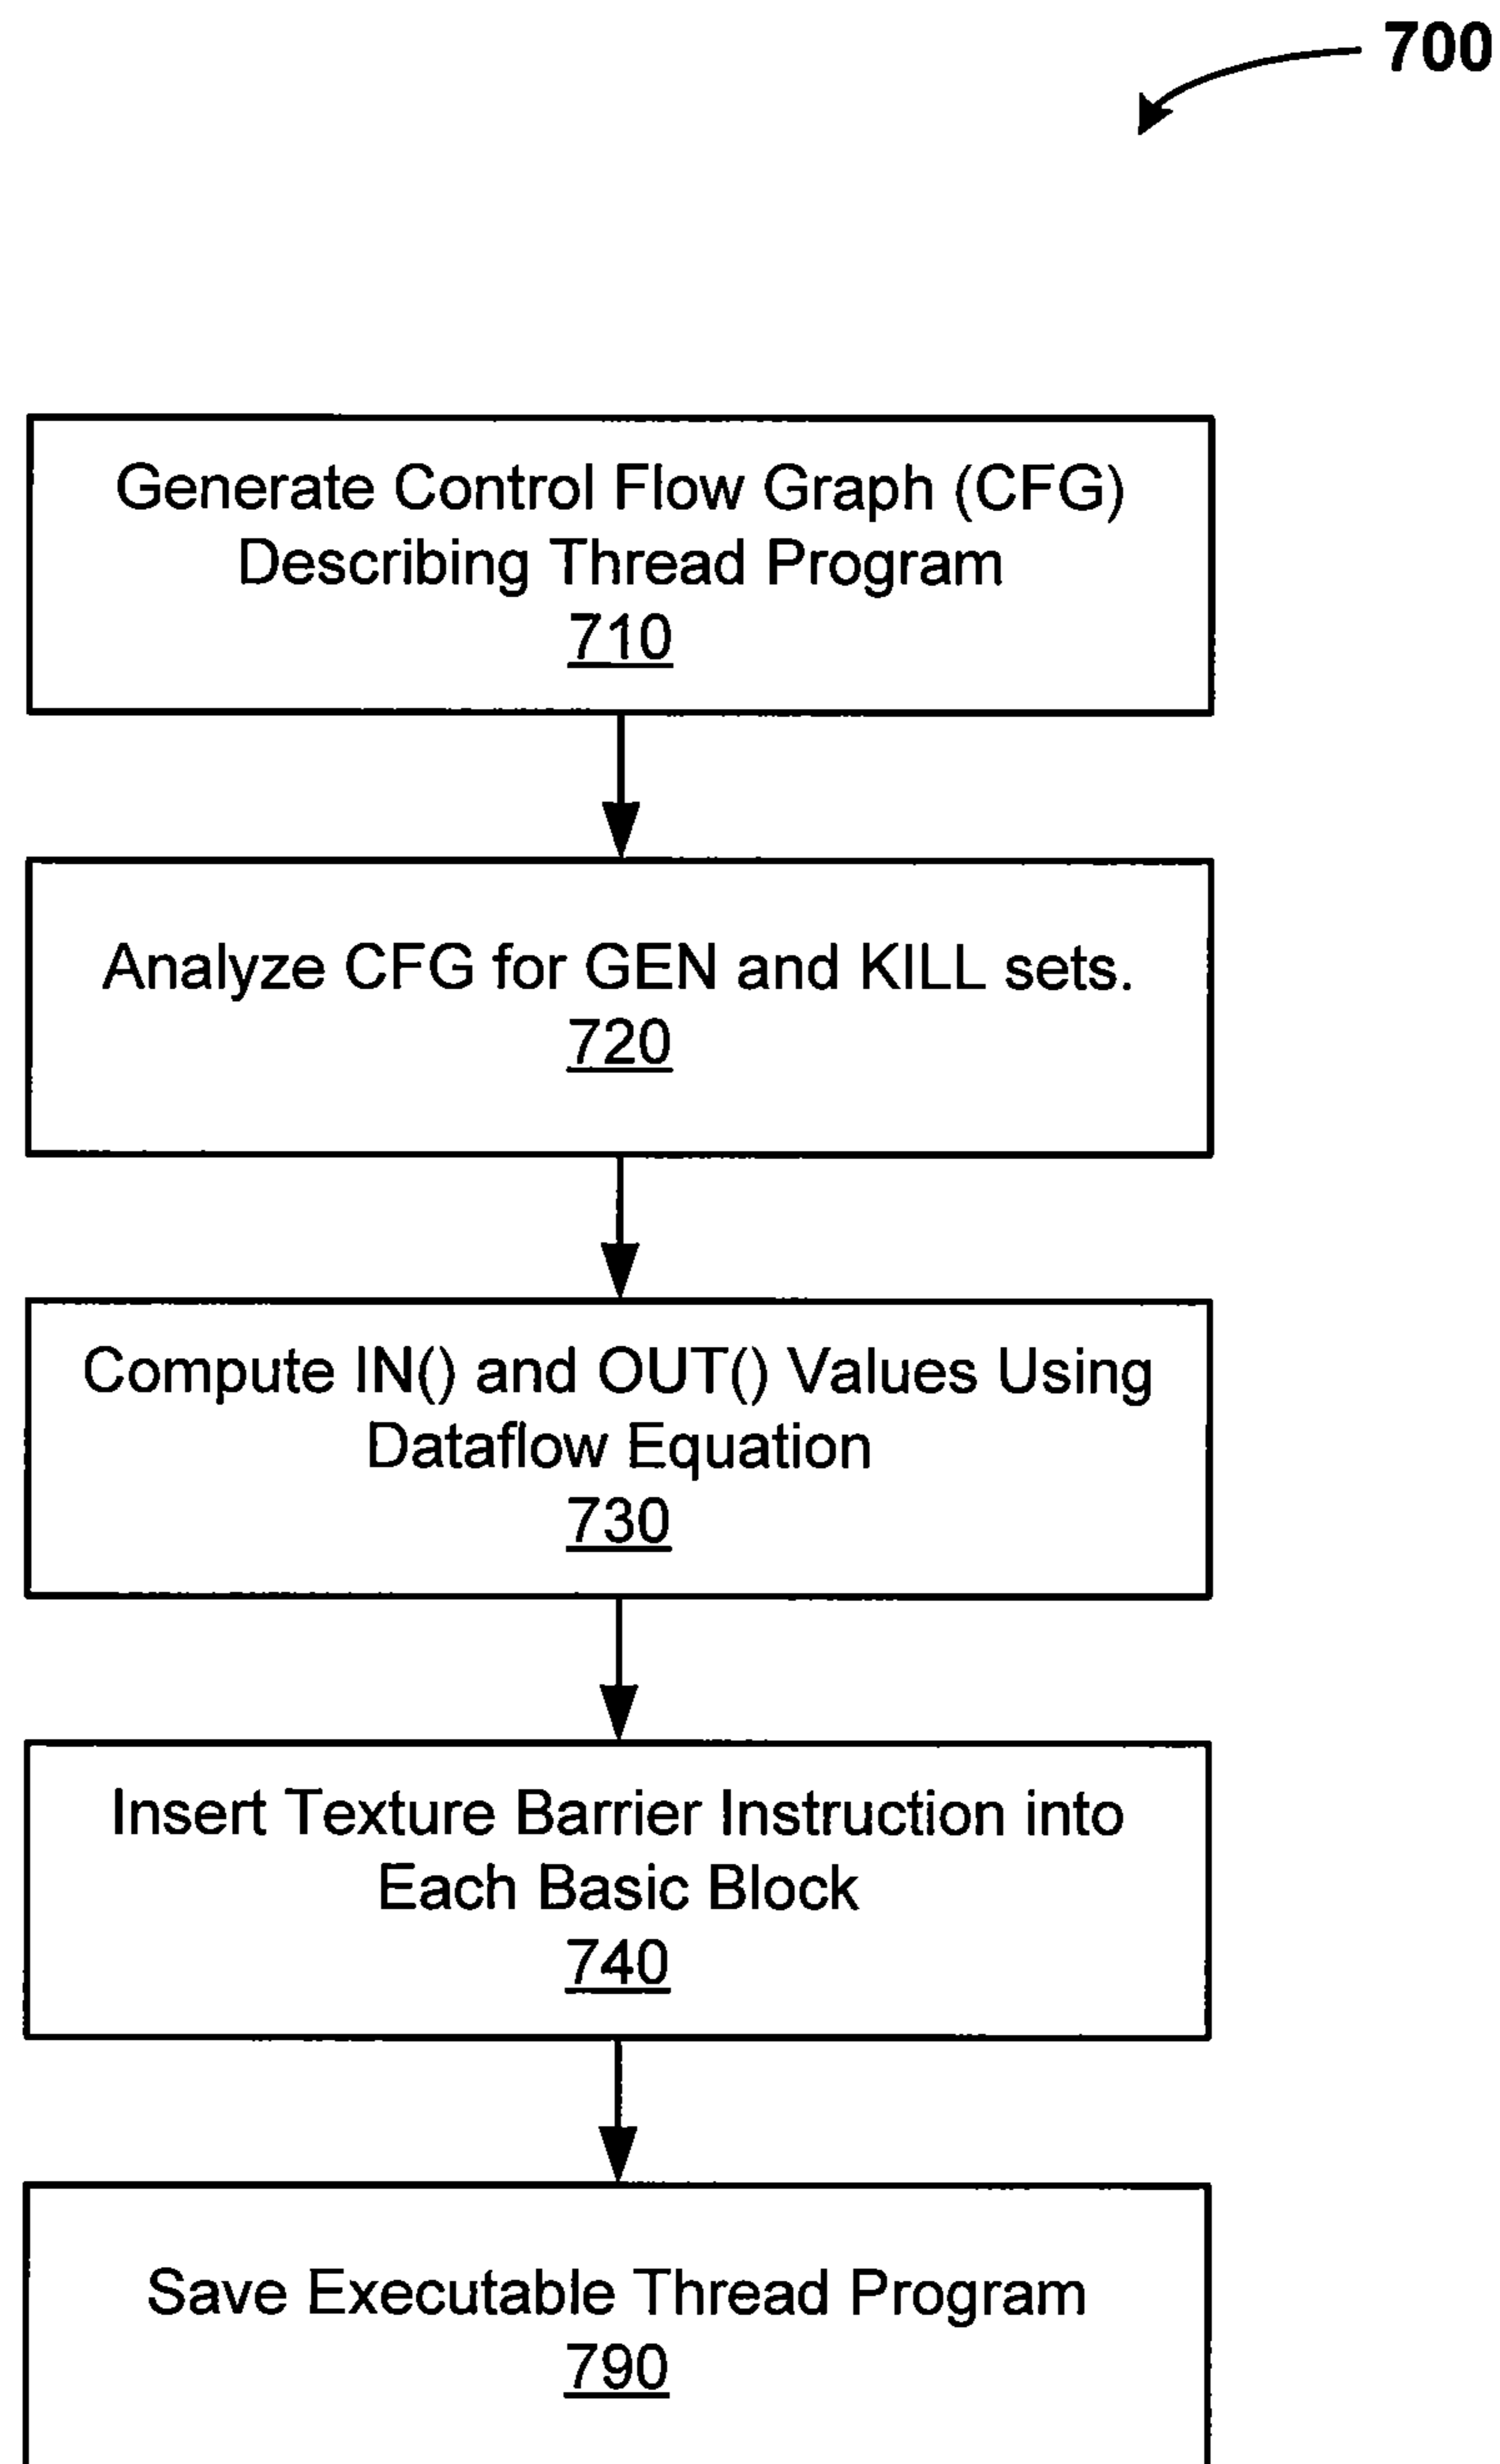 700
Generate Control Flow Graph (CFG)
Describing Thread Program
710
Analyze CFG for GEN and KILL sets.
720
Compute IN() and OUT() Values Using
Dataflow Equation
730
Insert Texture Barrier Instruction into
Each Basic Block
740
Save Executable Thread Program
790